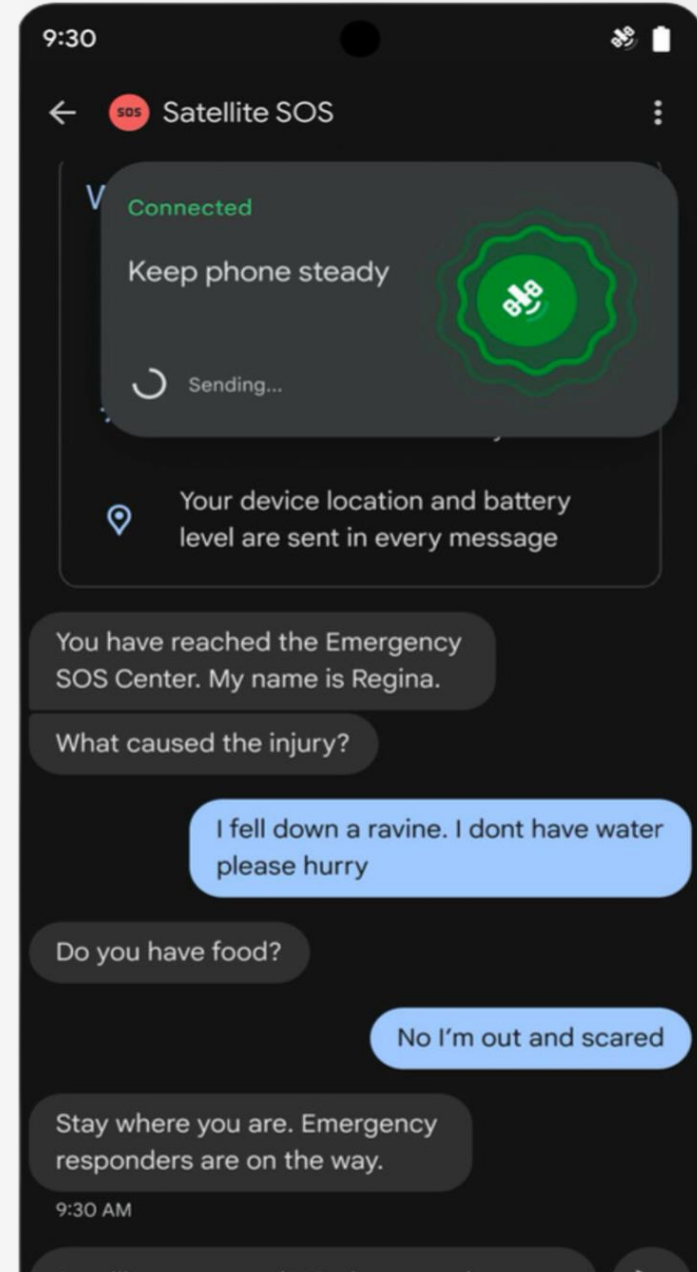 9:30
SOS
Satellite SOS
V
Connected
Keep phone steady
Sending...
Your device location and battery
level are sent in every message
You have reached the Emergency
SOS Center. My name is Regina.
What caused the injury?
I fell down a ravine. I dont have water
please hurry
Do you have food?
No I’m out and scared
Stay where you are. Emergency
responders are on the way.
9:30 AM